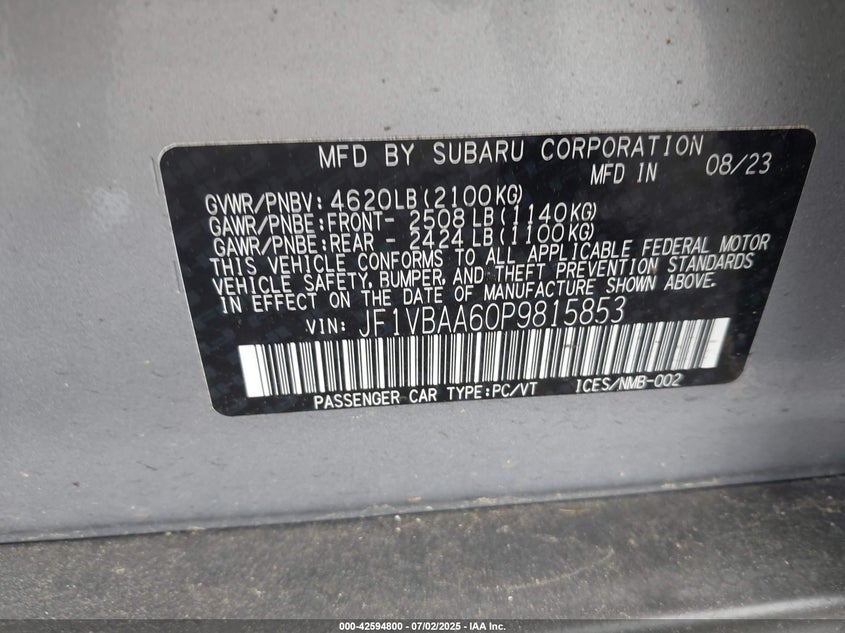 MFD BY SUBARU CORPORATION
MFD IN 08/23
GVWR/PNBV: 4620LB(2100KG)
GAWR/PNBE:FRONT- 2508 LB(1140KG)
GAWR/PNBE:REAR - 2424 LB(1100KG)
THIS VEHICLE CONFORMS TO ALL APPLICABLE FEDERAL MOTOR
VEHICLE SAFETY, BUMPER, AND THEFT PREVENTION STANDARDS
IN EFFECT ON THE DATE OF MANUFACTURE SHOWN ABOVE.
VIN: JF1VBAA60P9815853
PASSENGER CAR TYPE:PC/VT ICES/NMB-002
000-42594800 - 07/02/2025 - IAA Inc.